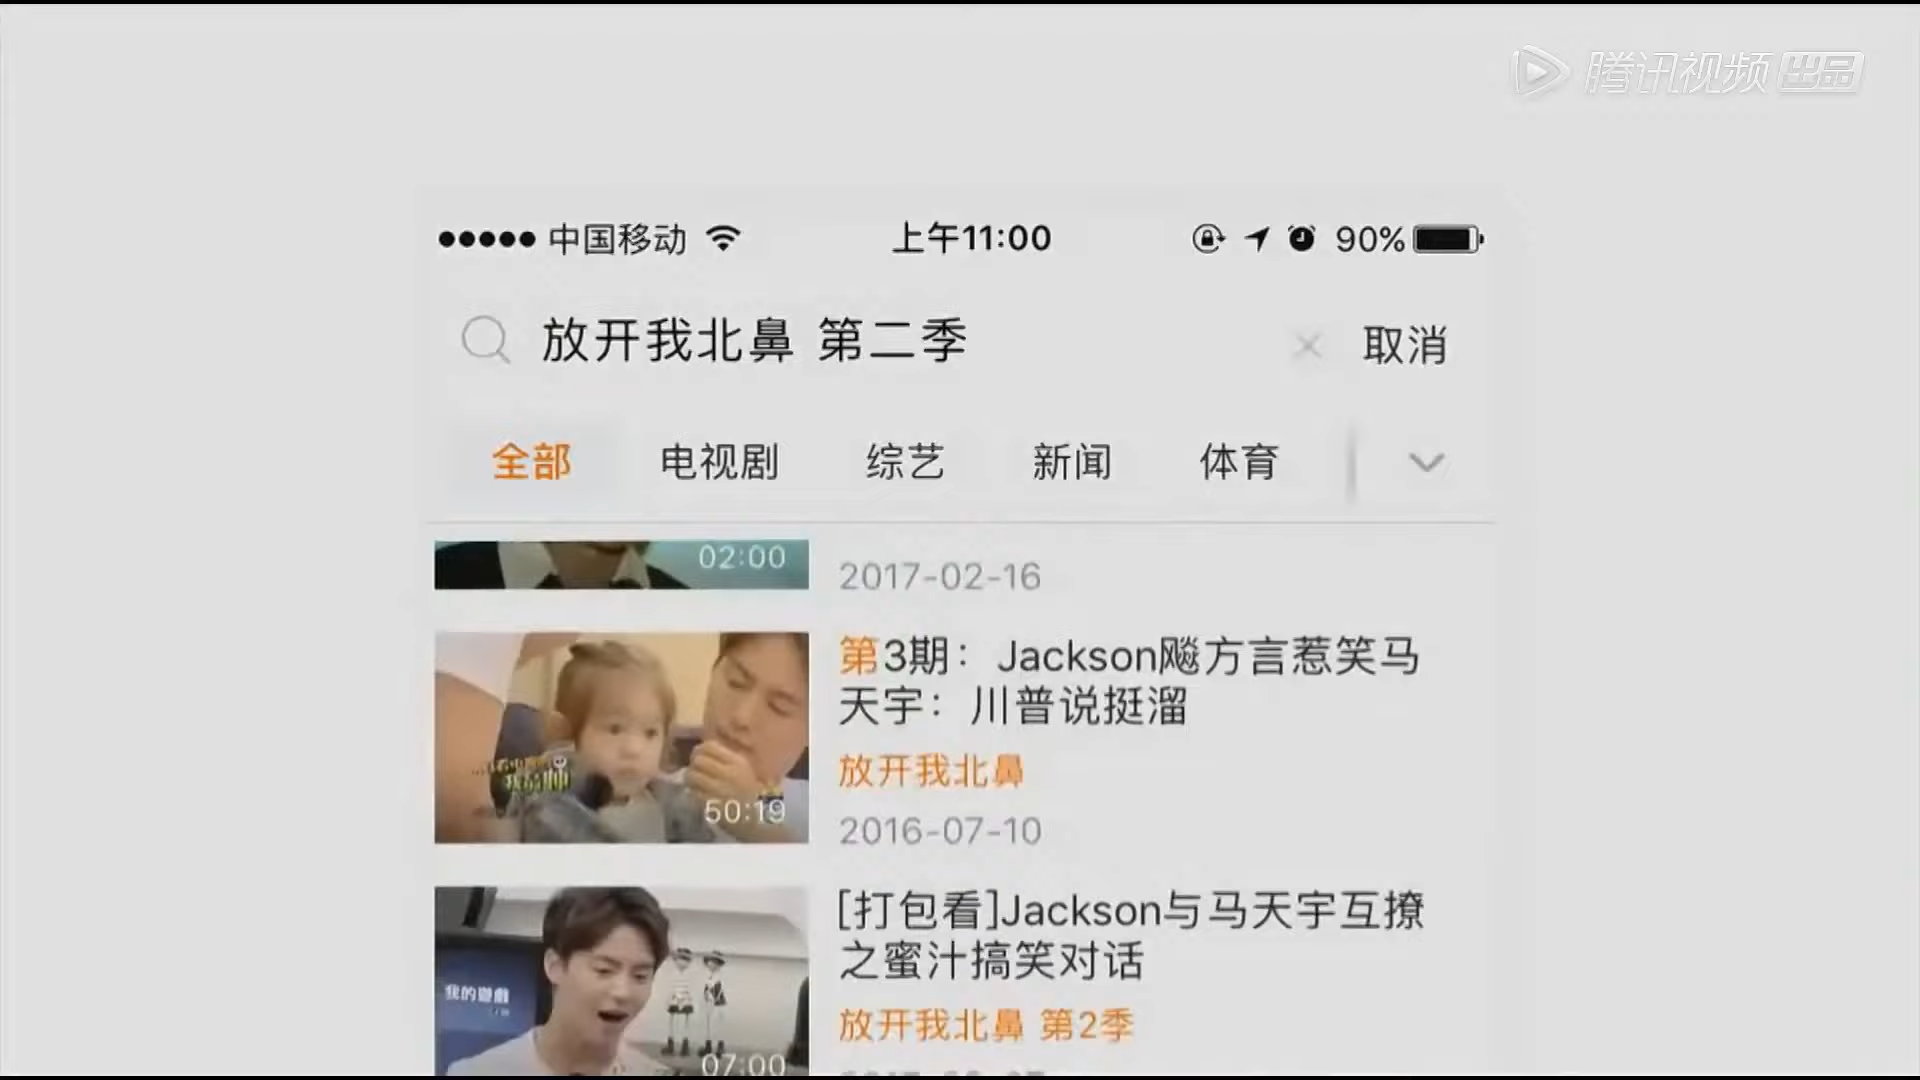 腾讯视频 出品
中国移动 上午11:00 90%
放开我北鼻 第二季 取消
全部 电视剧 综艺 新闻 体育
02:00
2017-02-16
第3期：Jackson飚方言惹笑马
天宇：川普说挺溜
放开我北鼻
50:19
2016-07-10
[打包看]Jackson与马天宇互撩
之蜜汁搞笑对话
我的遊戲
放开我北鼻 第2季
07:00